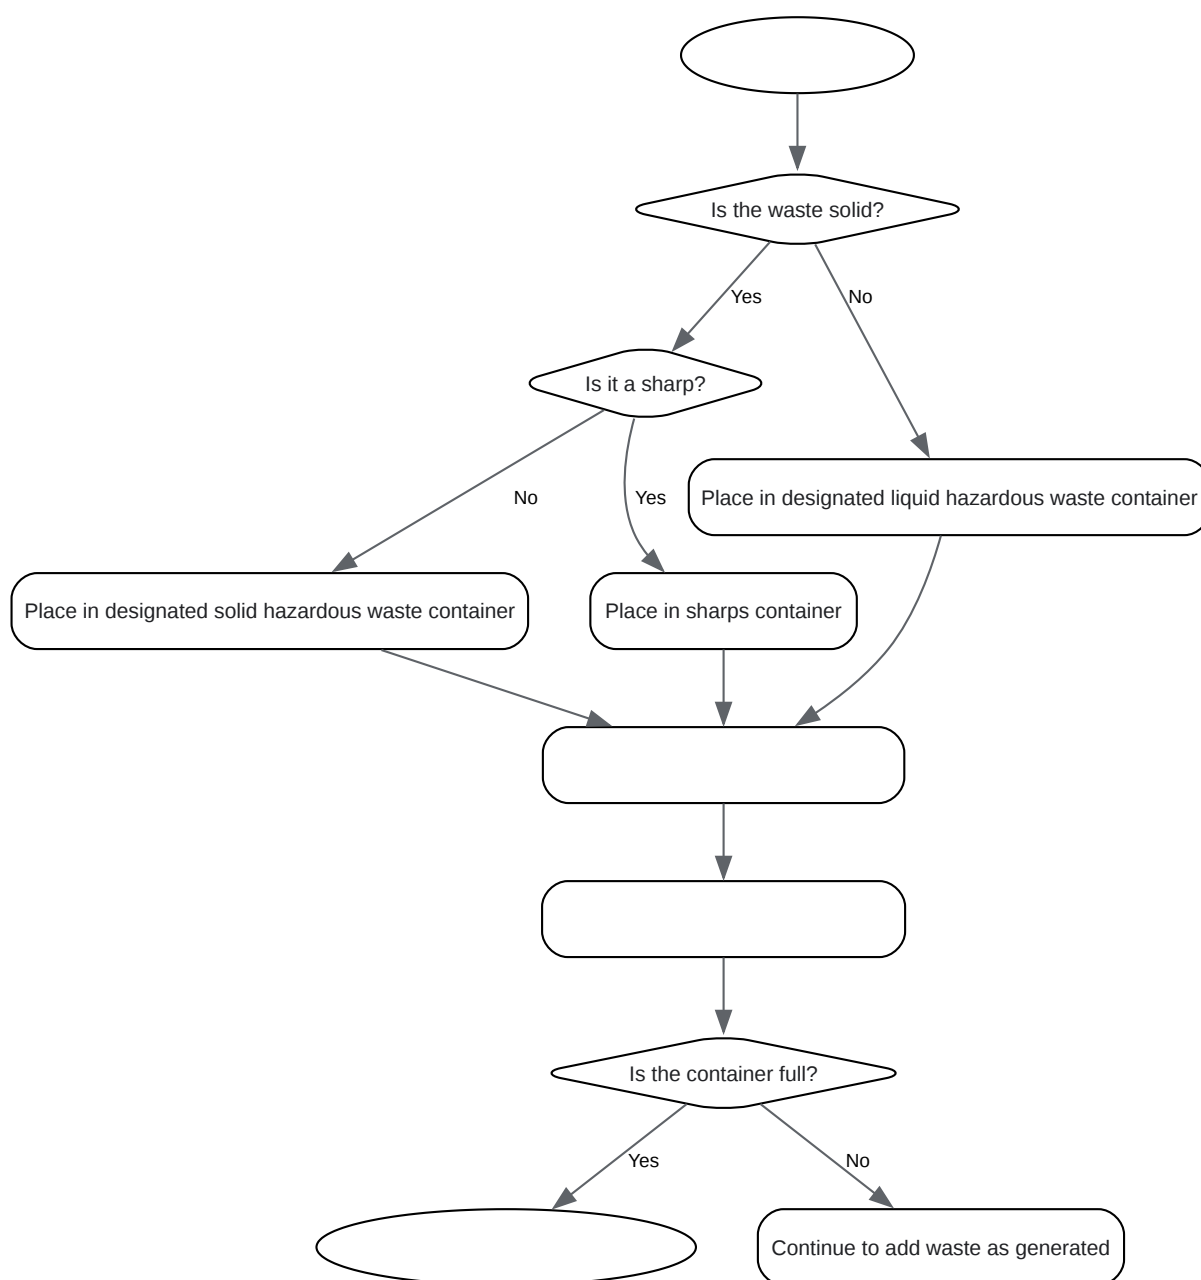 Is the waste solid?
Yes
No
Is it a sharp?
No
Yes
Place in designated liquid hazardous waste container
Place in designated solid hazardous waste container
Place in sharps container
Is the container full?
Yes
No
Continue to add waste as generated